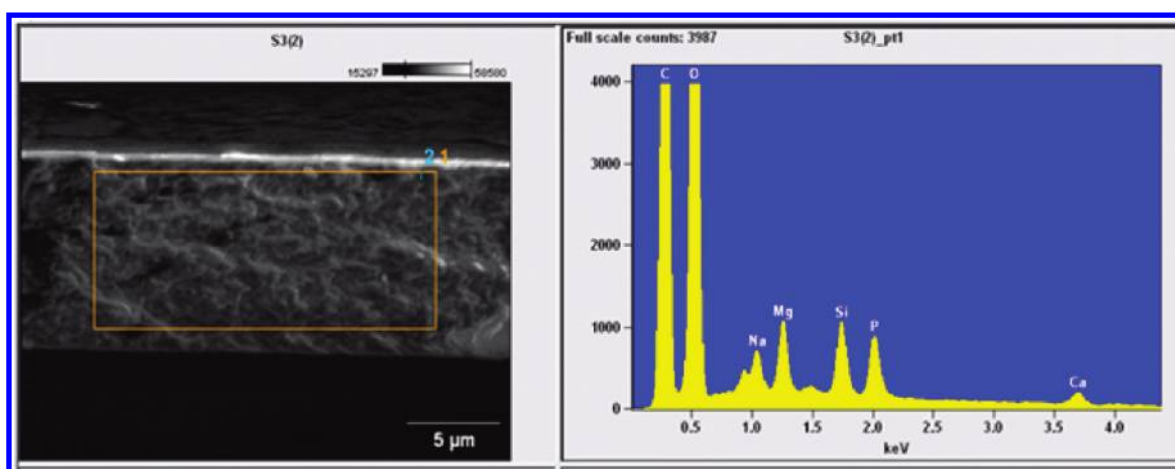 S3(2)
15297 58580
2 1
5 µm
Full scale counts: 3987 S3(2)_pt1
4000
3000
2000
1000
0
C O
Na Mg Si P Ca
0.5 1.0 1.5 2.0 2.5 3.0 3.5 4.0
keV